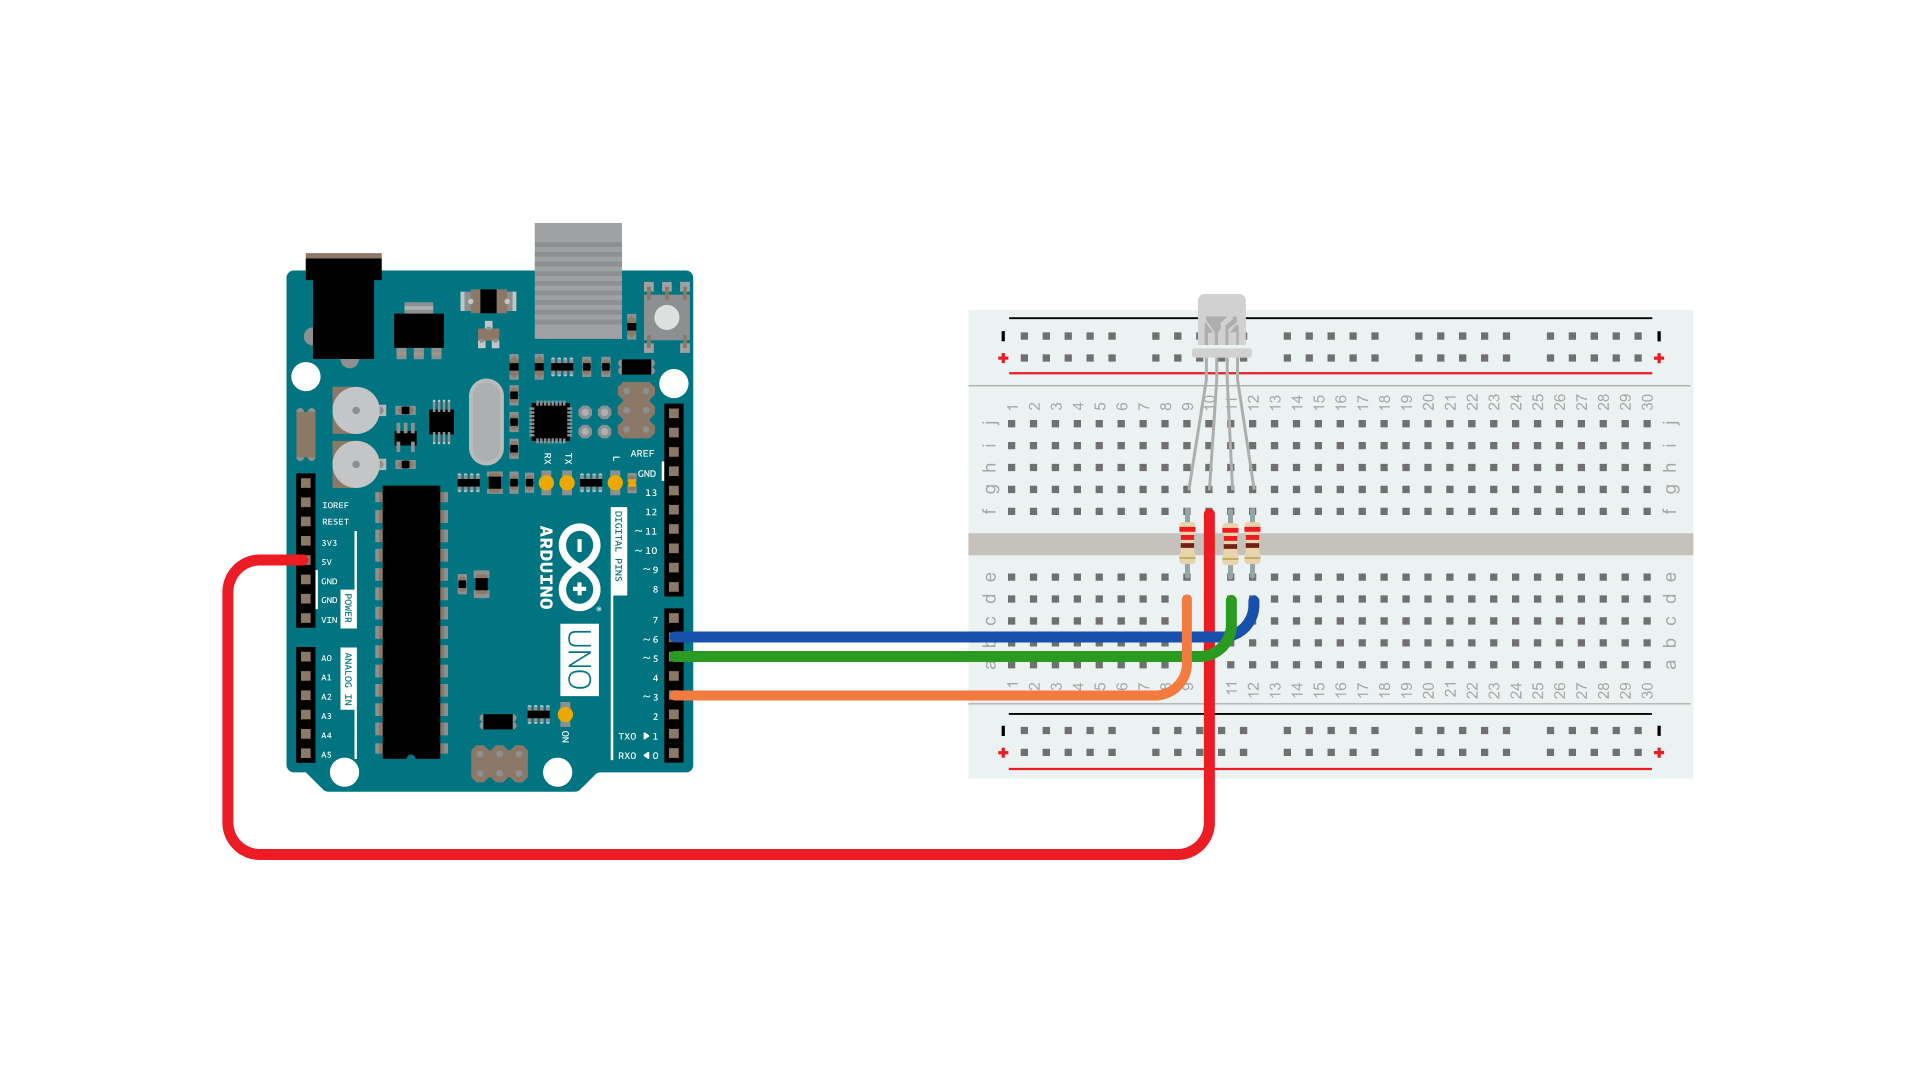 RX
TX
L
AREF
GND
13
12
~ 11
~ 10
~ 9
8
7
~ 6
~ 5
4
~ 3
2
TX0 ▶ 1
RX0 ◀ 0
DIGITAL PINS
ARDUINO
®
UNO
ON
IOREF
RESET
3V3
5V
GND
GND
VIN
POWER
A0
A1
A2
A3
A4
A5
ANALOG IN
- -
+ +
1 2 3 4 5 6 7 8 9 10 11 12 13 14 15 16 17 18 19 20 21 22 23 24 25 26 27 28 29 30
j j
i i
h h
g g
f f
e e
d d
c c
b b
a a
1 2 3 4 5 6 7 8 9 11 12 13 14 15 16 17 18 19 20 21 22 23 24 25 26 27 28 29 30
- -
+ +